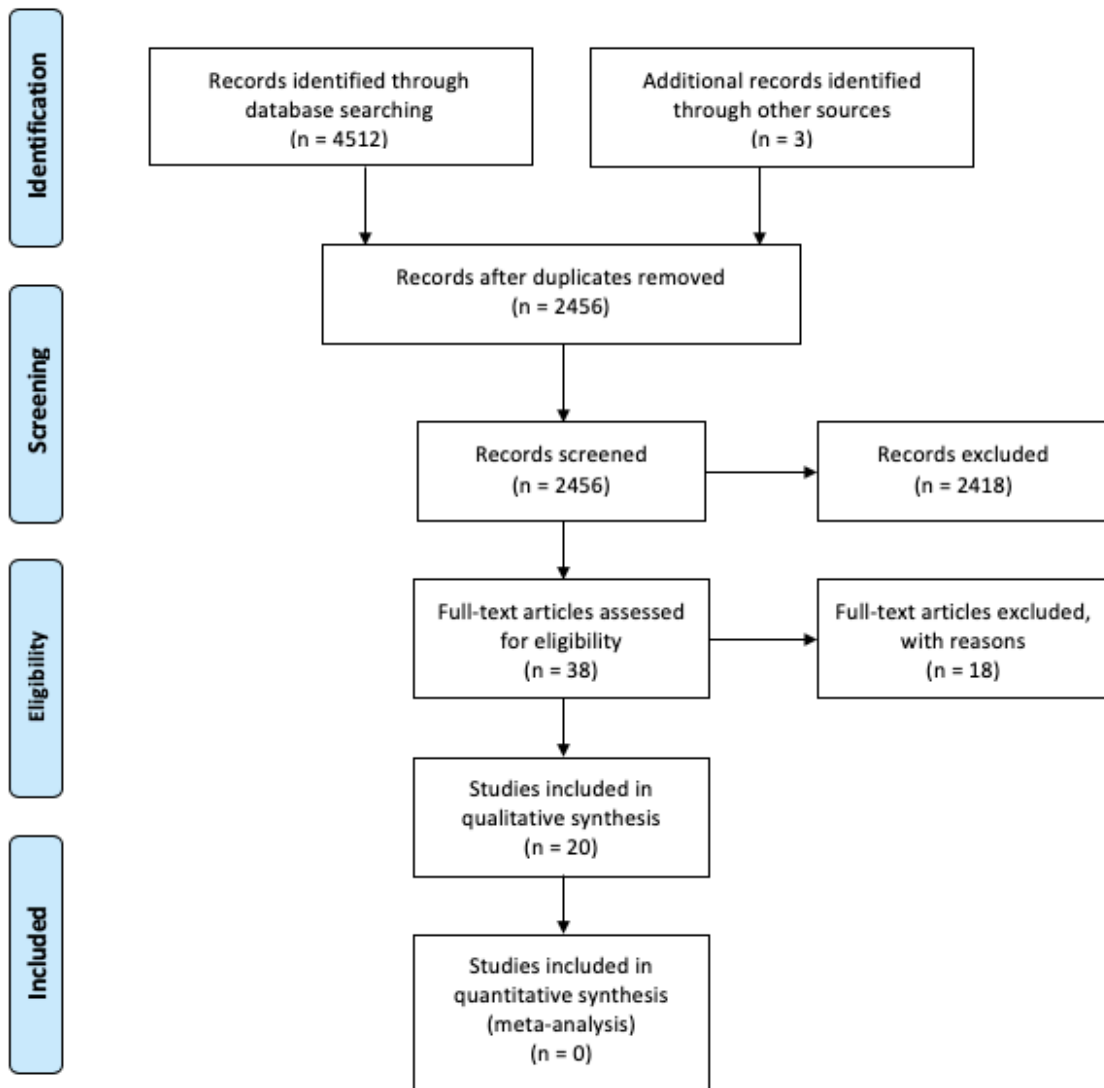 Identification
Records identified through
database searching
(n = 4512)
Additional records identified
through other sources
(n = 3)
Records after duplicates removed
(n = 2456)
Screening
Records screened
(n = 2456)
Records excluded
(n = 2418)
Eligibility
Full-text articles assessed
for eligibility
(n = 38)
Full-text articles excluded,
with reasons
(n = 18)
Studies included in
qualitative synthesis
(n = 20)
Included
Studies included in
quantitative synthesis
(meta-analysis)
(n = 0)